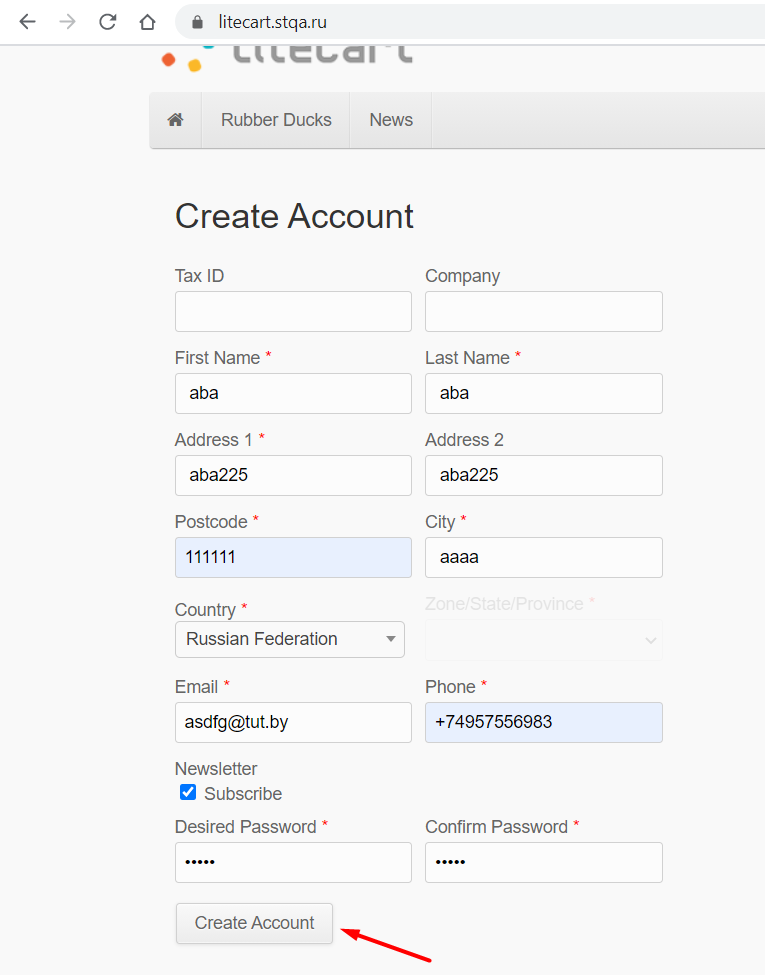 litecart.stqa.ru
litecart
Rubber Ducks News
Create Account
Tax ID Company
First Name * Last Name *
aba aba
Address 1 * Address 2
aba225 aba225
Postcode * City *
111111 aaaa
Country * Zone/State/Province *
Russian Federation
Email * Phone *
asdfg@tut.by +74957556983
Newsletter
Subscribe
Desired Password * Confirm Password *
••••• •••••
Create Account